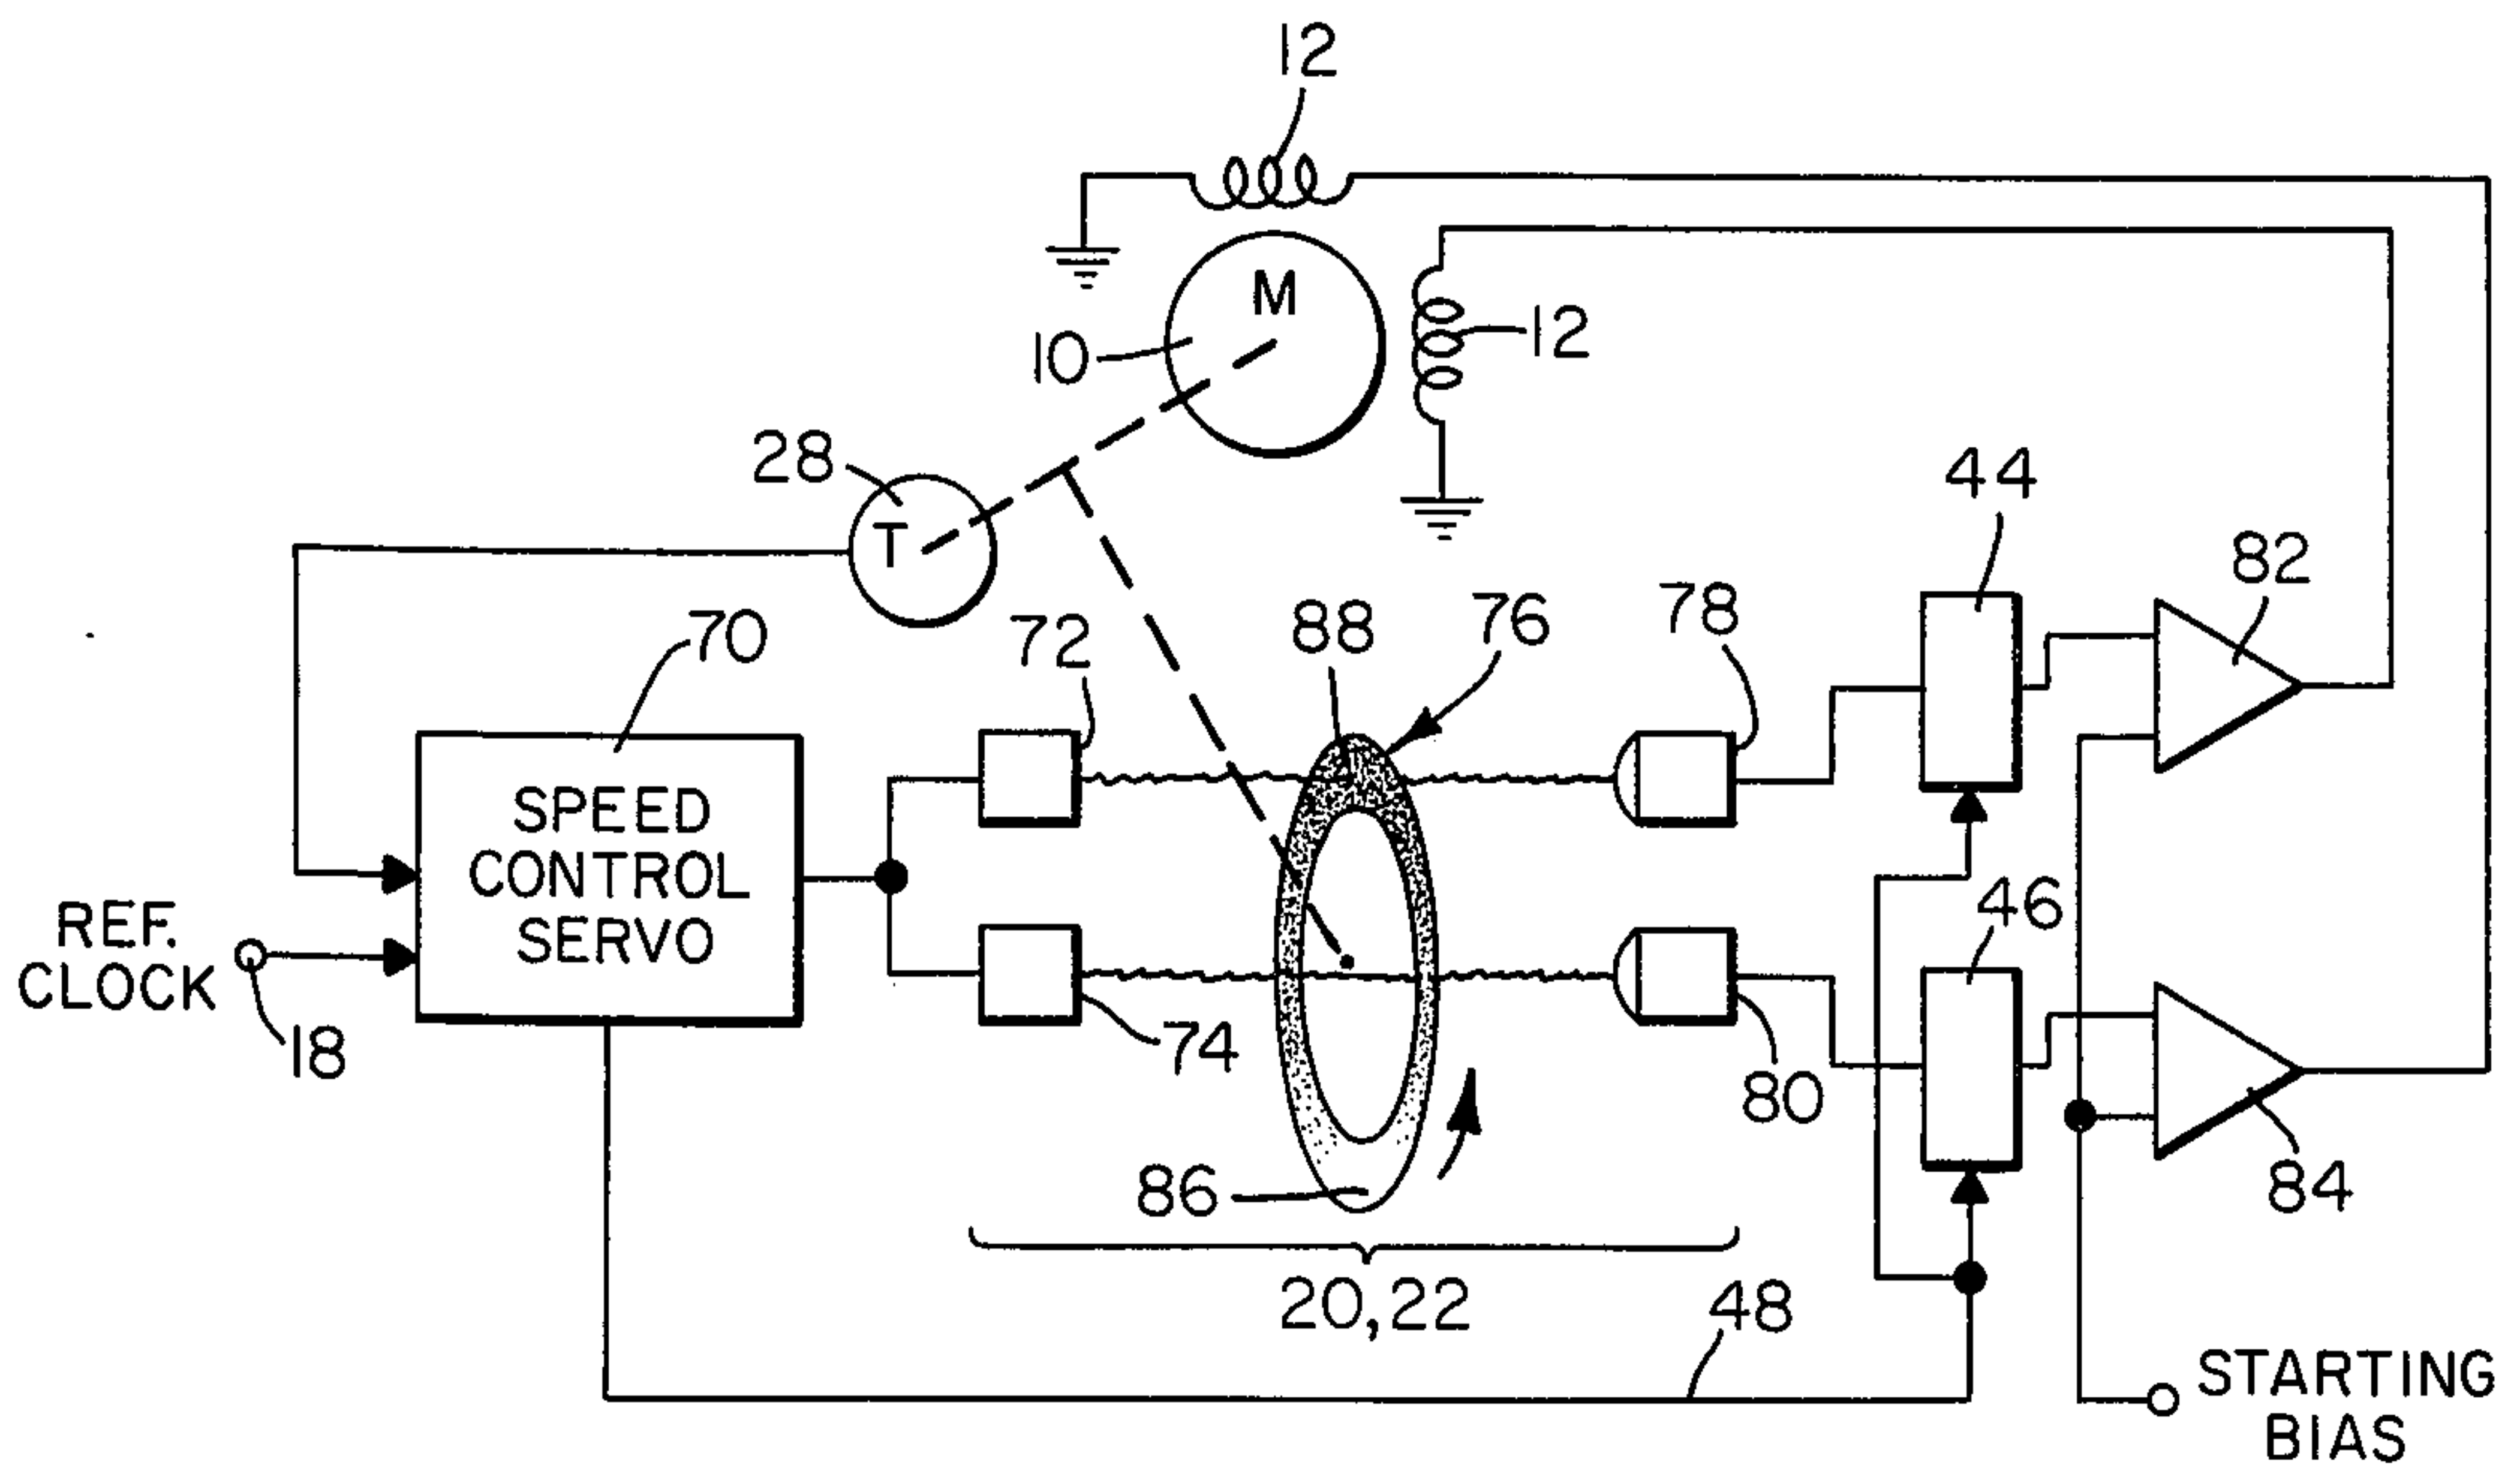 12
M
10
12
28
T
44
82
70
72
88
76
78
SPEED
CONTROL
SERVO
REF.
CLOCK
18
74
46
80
86
84
20,22
48
STARTING
BIAS